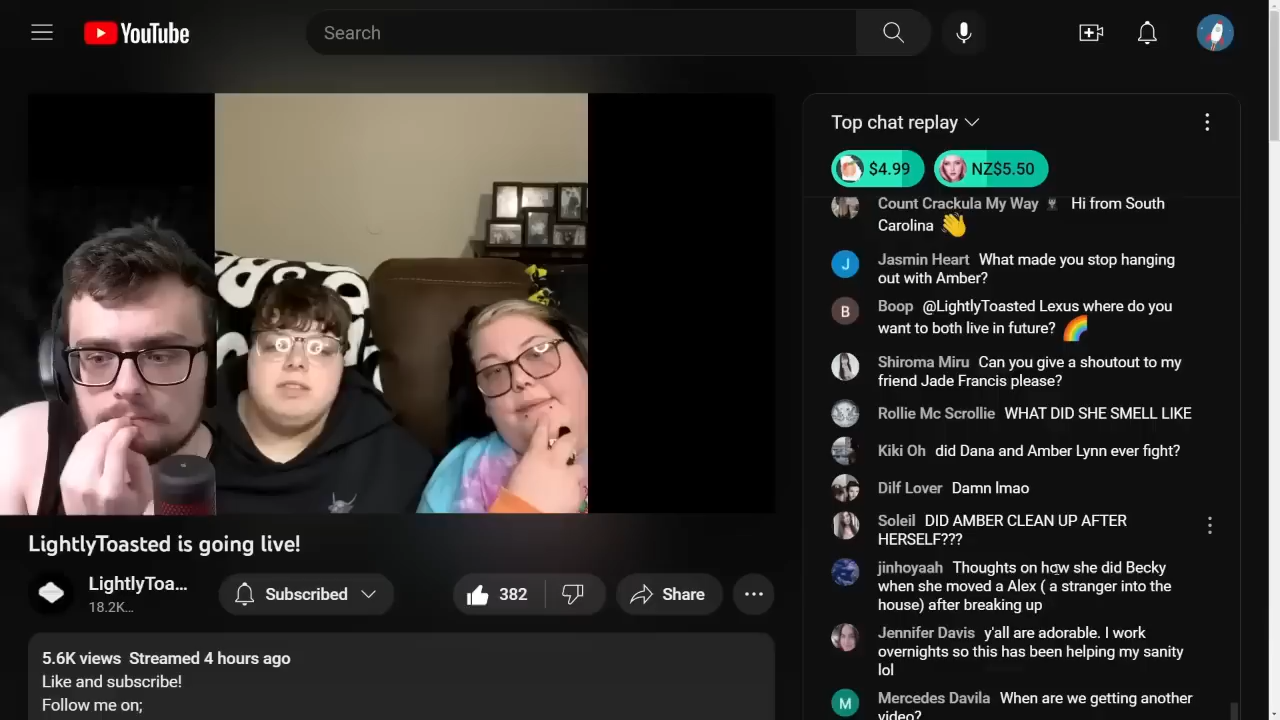 YouTube
Search
Top chat replay
$4.99
NZ$5.50
Count Crackula My Way Hi from South
Carolina
J
Jasmin Heart What made you stop hanging
out with Amber?
B
Boop @LightlyToasted Lexus where do you
want to both live in future?
Shiroma Miru Can you give a shoutout to my
friend Jade Francis please?
Rollie Mc Scrollie WHAT DID SHE SMELL LIKE
Kiki Oh did Dana and Amber Lynn ever fight?
Dilf Lover Damn lmao
Soleil DID AMBER CLEAN UP AFTER
HERSELF???
jinhoyaah Thoughts on how she did Becky
when she moved a Alex ( a stranger into the
house) after breaking up
Jennifer Davis y'all are adorable. I work
overnights so this has been helping my sanity
lol
M
Mercedes Davila When are we getting another
video?
LightlyToasted is going live!
LightlyToa...
18.2K...
Subscribed
382
Share
5.6K views Streamed 4 hours ago
Like and subscribe!
Follow me on;